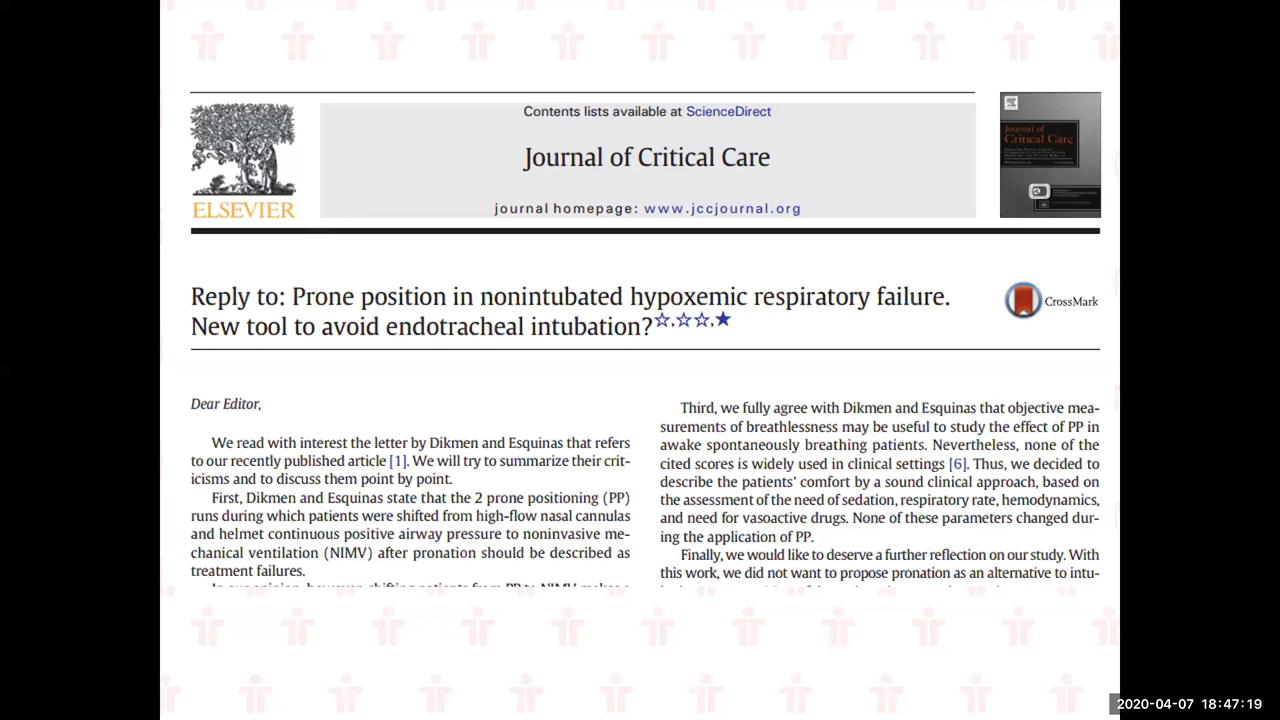 Contents lists available at ScienceDirect
Journal of Critical Care
journal homepage: www.jccjournal.org
ELSEVIER
Journal of
Critical Care
Reply to: Prone position in nonintubated hypoxemic respiratory failure.
New tool to avoid endotracheal intubation?☆,☆☆,★
CrossMark
Dear Editor,
We read with interest the letter by Dikmen and Esquinas that refers
to our recently published article [1]. We will try to summarize their crit-
icisms and to discuss them point by point.
First, Dikmen and Esquinas state that the 2 prone positioning (PP)
runs during which patients were shifted from high-flow nasal cannulas
and helmet continuous positive airway pressure to noninvasive me-
chanical ventilation (NIMV) after pronation should be described as
treatment failures.
Third, we fully agree with Dikmen and Esquinas that objective mea-
surements of breathlessness may be useful to study the effect of PP in
awake spontaneously breathing patients. Nevertheless, none of the
cited scores is widely used in clinical settings [6]. Thus, we decided to
describe the patients' comfort by a sound clinical approach, based on
the assessment of the need of sedation, respiratory rate, hemodynamics,
and need for vasoactive drugs. None of these parameters changed dur-
ing the application of PP.
Finally, we would like to deserve a further reflection on our study. With
this work, we did not want to propose pronation as an alternative to intu-
2020-04-07 18:47:19